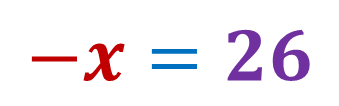 −x = 26